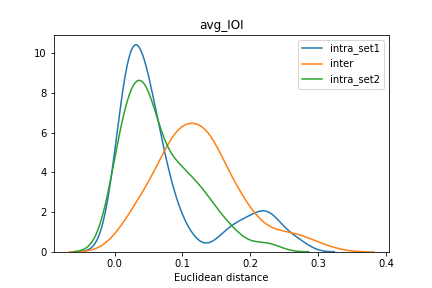 avg_IOI
intra_set1
inter
intra_set2
10
8
6
4
2
0
0.0 0.1 0.2 0.3 0.4
Euclidean distance